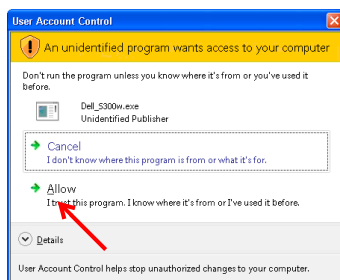 User Account Control
An unidentified program wants access to your computer
Don't run the program unless you know where it's from or you've used it
before.
Dell_S300w.exe
Unidentified Publisher
Cancel
I don't know where this program is from or what it's for.
Allow
I trust this program. I know where it's from or I've used it before.
Details
User Account Control helps stop unauthorized changes to your computer.